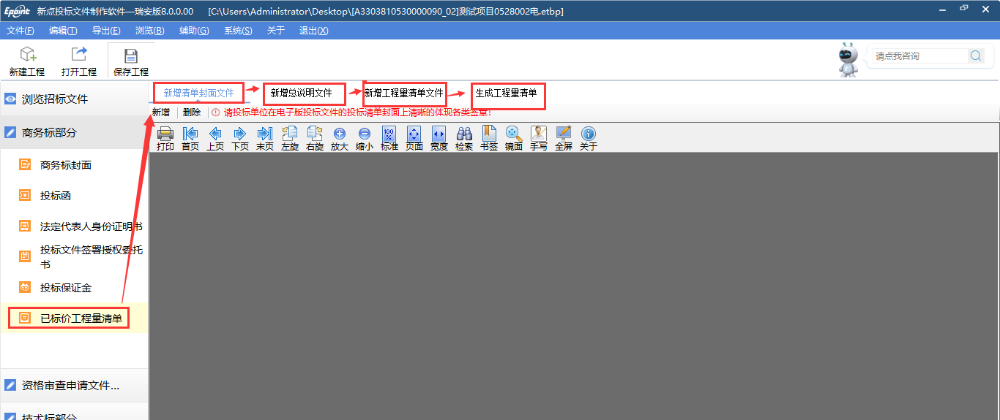 Epoint 新点投标文件制作软件—瑞安版8.0.0.00 [C:\Users\Administrator\Desktop\[A3303810530000090_02]测试项目0528002电.etbp]
文件(F) 编辑(T) 导出(E) 浏览(B) 辅助(G) 系统(S) 关于 退出(X)
新建工程 打开工程 保存工程
请点我咨询
浏览招标文件
商务标部分
商务标封面
投标函
法定代表人身份证明书
投标文件签署授权委托
书
投标保证金
已标价工程量清单
资格审查申请文件...
技术标部分
新增清单封面文件 新增总说明文件 新增工程量清单文件 生成工程量清单
新增 删除 请投标单位在电子版投标文件的投标清单封面上清晰的体现各类签章!
100
%
打印 首页 上页 下页 末页 左旋 右旋 放大 缩小 标准 页面 宽度 检索 书签 镜面 手写 全屏 关于